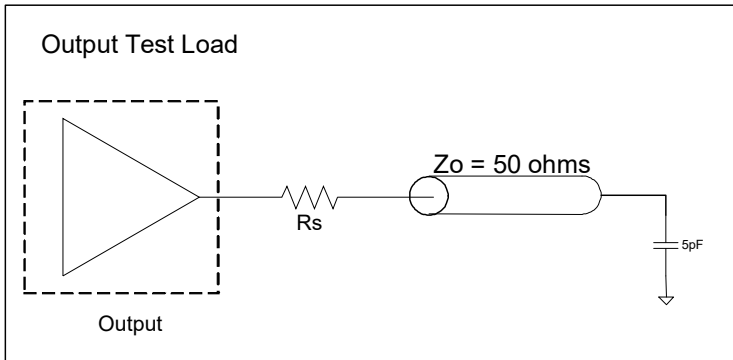 Output Test Load
Zo = 50 ohms
Rs
5pF
Output